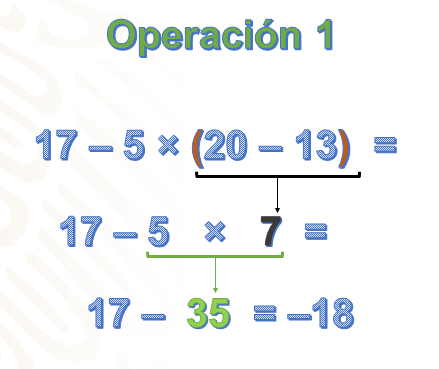 Operación 1
17 – 5 × (20 – 13) =
17 – 5 × 7 =
17 – 35 = –18